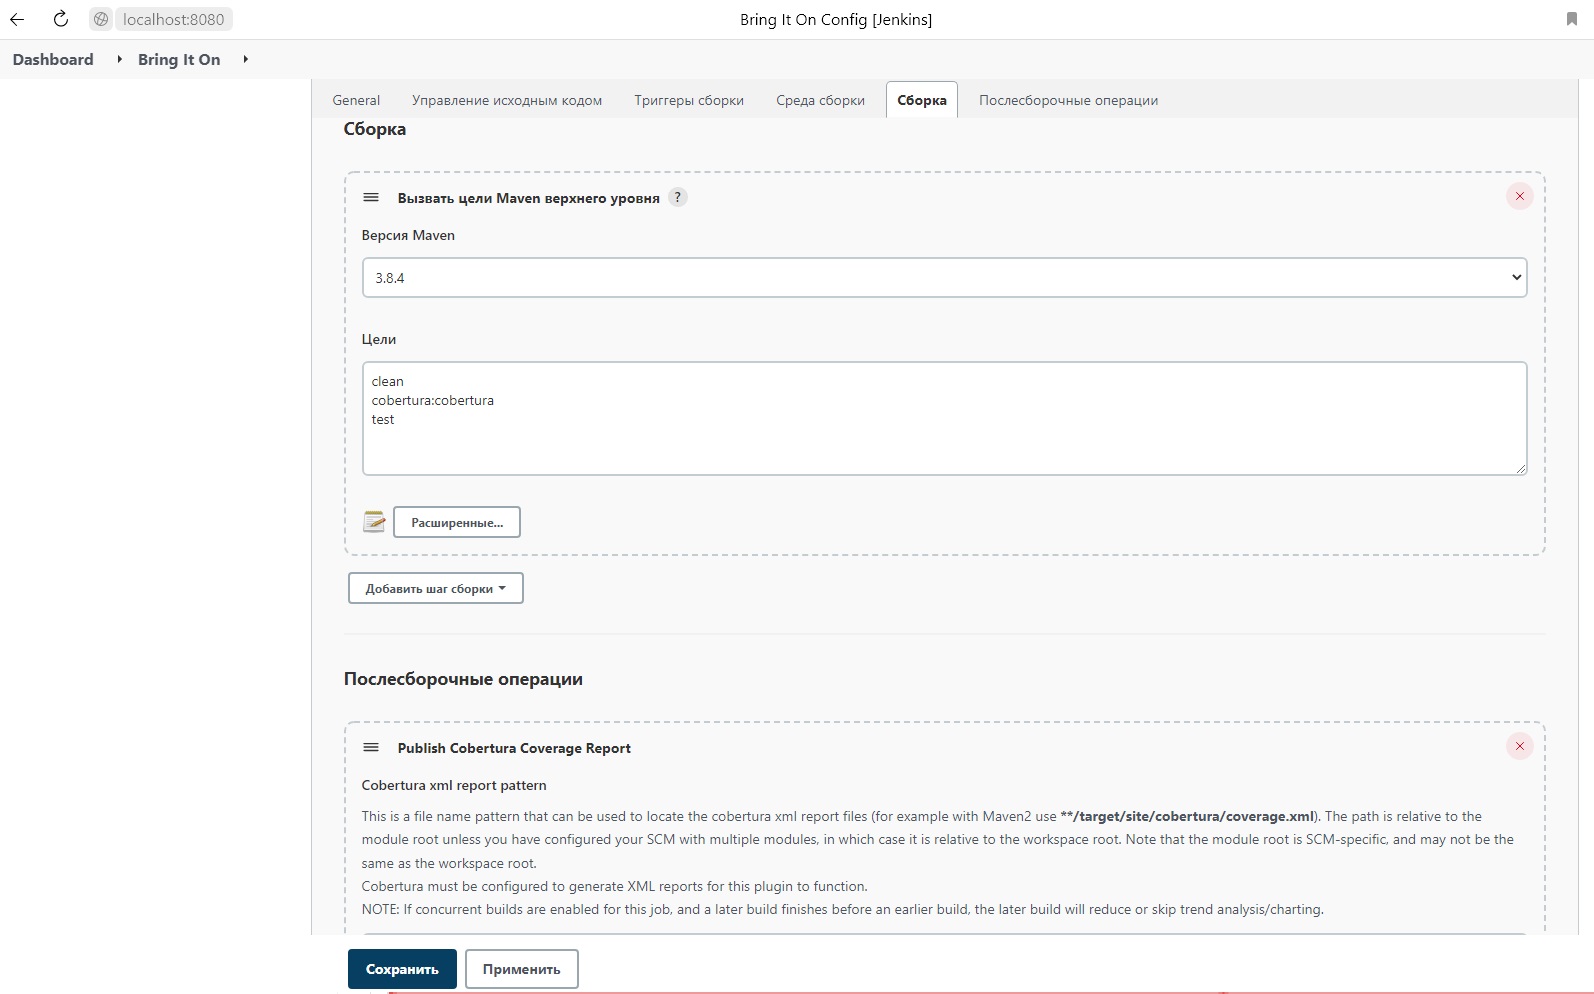 localhost:8080
Bring It On Config [Jenkins]
Dashboard
Bring It On
General
Управление исходным кодом
Триггеры сборки
Среда сборки
Сборка
Послесборочные операции
Сборка
Вызвать цели Maven верхнего уровня ?
Версия Maven
3.8.4
Цели
clean
cobertura:cobertura
test
Расширенные...
Добавить шаг сборки
Послесборочные операции
Publish Cobertura Coverage Report
Cobertura xml report pattern
This is a file name pattern that can be used to locate the cobertura xml report files (for example with Maven2 use **/target/site/cobertura/coverage.xml). The path is relative to the
module root unless you have configured your SCM with multiple modules, in which case it is relative to the workspace root. Note that the module root is SCM-specific, and may not be the
same as the workspace root.
Cobertura must be configured to generate XML reports for this plugin to function.
NOTE: If concurrent builds are enabled for this job, and a later build finishes before an earlier build, the later build will reduce or skip trend analysis/charting.
Сохранить
Применить